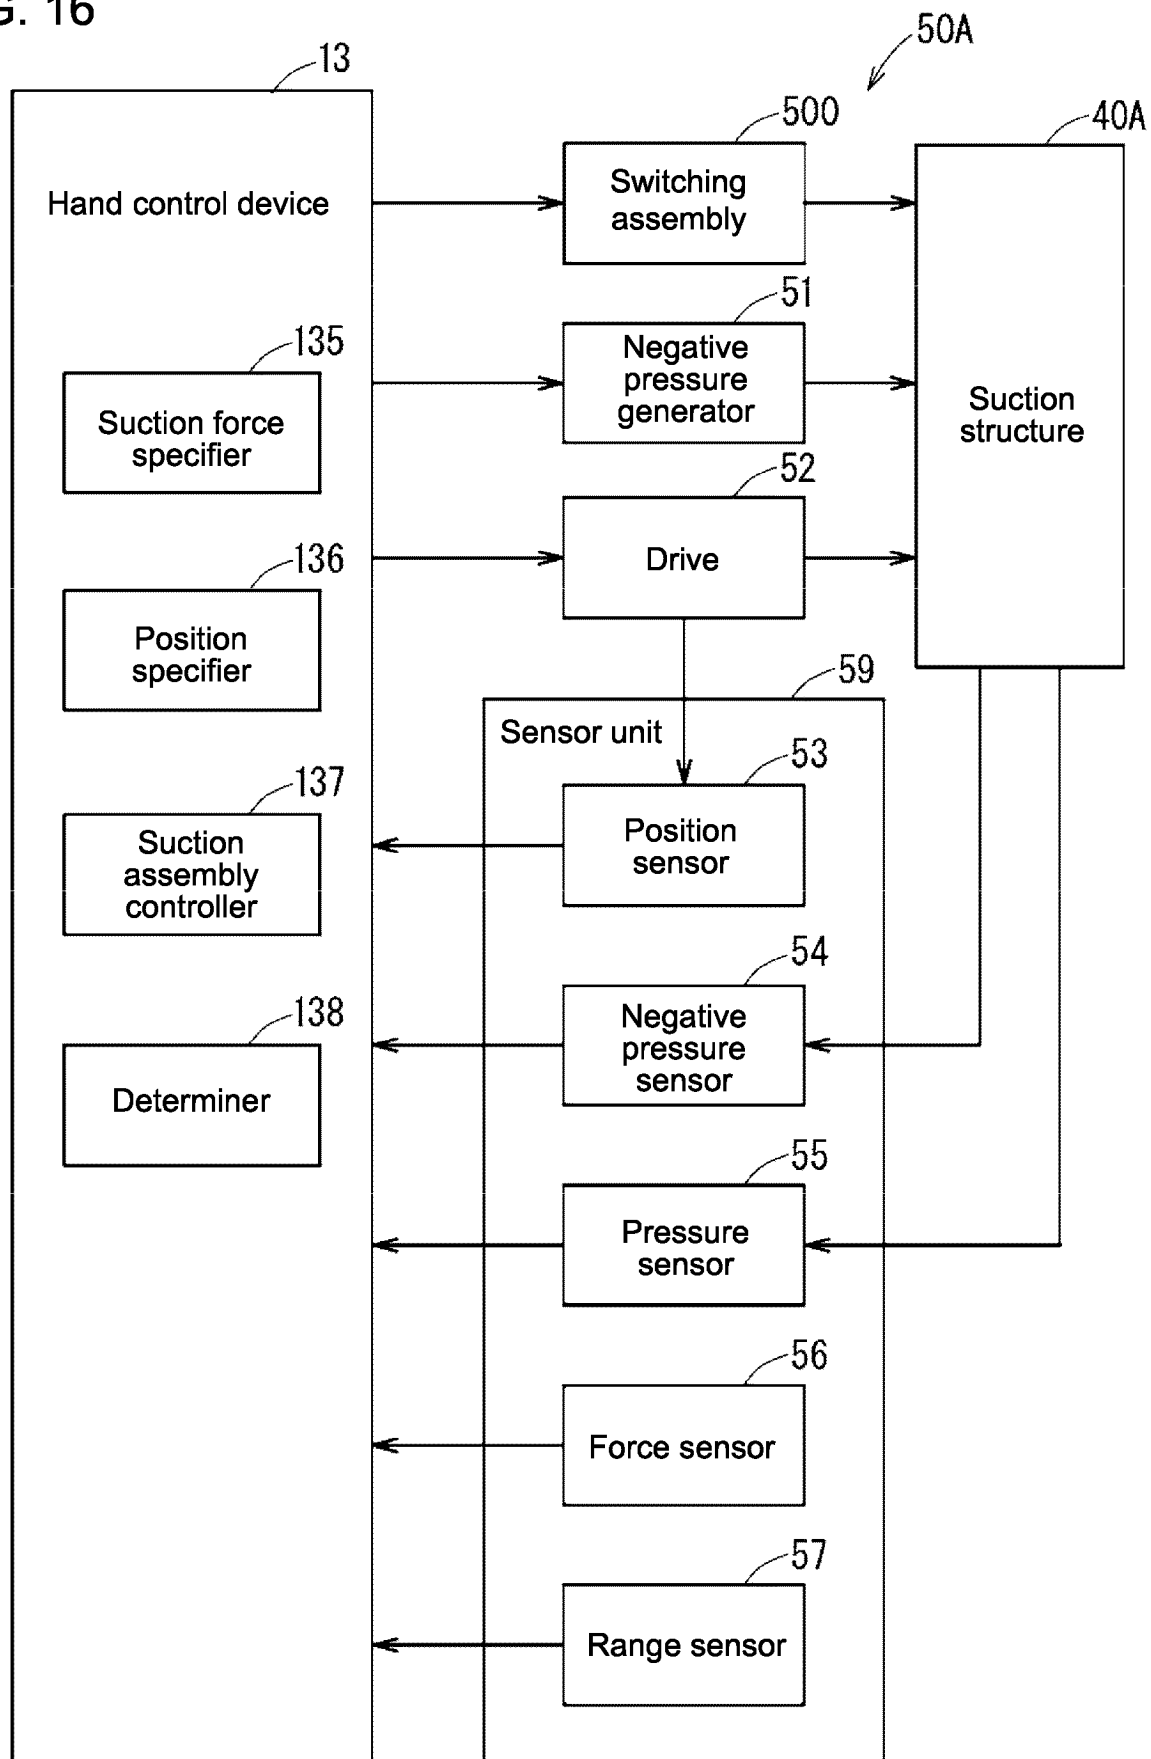 G. 16
50A
13
500
40A
Hand control device
Switching
assembly
51
135
Negative
pressure
generator
Suction
structure
Suction force
specifier
52
136
Drive
Position
specifier
59
Sensor unit
53
137
Position
sensor
Suction
assembly
controller
54
138
Negative
pressure
sensor
Determiner
55
Pressure
sensor
56
Force sensor
57
Range sensor